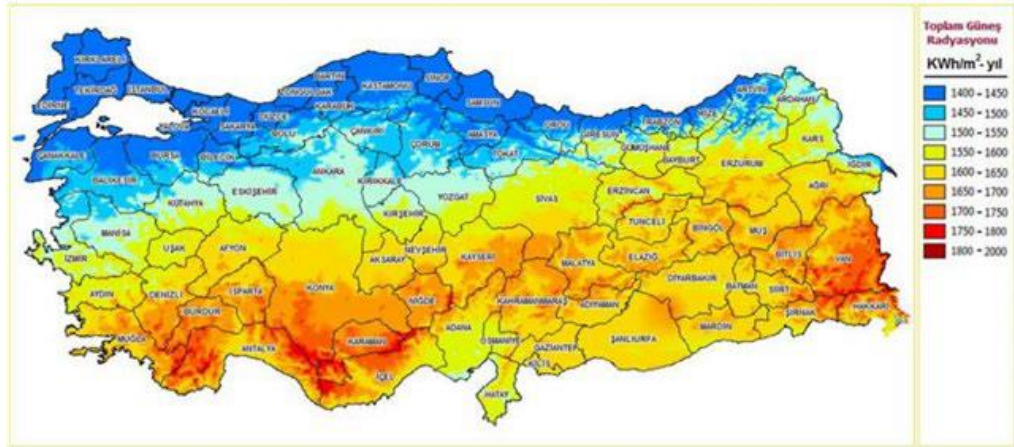 Toplam Güneş
Radyasyonu
KWh/m²- yıl
1400 - 1450
1450 - 1500
1500 - 1550
1550 - 1600
1600 - 1650
1650 - 1700
1700 - 1750
1750 - 1800
1800 - 2000
KIRKLARELİ
EDİRNE
TEKİRDAĞ
İSTANBUL
KOCAELİ
YALOVA
SAKARYA
DÜZCE
ZONGULDAK
BARTIN
KARABÜK
KASTAMONU
SİNOP
SAMSUN
BOLU
ÇANKIRI
ÇORUM
AMASYA
TOKAT
ORDU
GİRESUN
TRABZON
RİZE
ARTVİN
ARDAHAN
KARS
IĞDIR
GÜMÜŞHANE
BAYBURT
ERZURUM
AĞRI
ÇANAKKALE
BALIKESİR
BURSA
BİLECİK
ESKİŞEHİR
KÜTAHYA
ANKARA
KIRIKKALE
YOZGAT
KIRŞEHİR
SİVAS
ERZİNCAN
TUNCELİ
BİNGÖL
MUŞ
BİTLİS
VAN
MANİSA
İZMİR
UŞAK
AFYON
AKSARAY
NEVŞEHİR
KAYSERİ
MALATYA
ELAZIĞ
DİYARBAKIR
BATMAN
SİİRT
ŞIRNAK
HAKKARİ
AYDIN
DENİZLİ
ISPARTA
BURDUR
KONYA
NİĞDE
KAHRAMANMARAŞ
ADIYAMAN
MARDİN
ŞANLIURFA
MUĞLA
ANTALYA
KARAMAN
İÇEL
ADANA
OSMANİYE
GAZİANTEP
KİLİS
HATAY